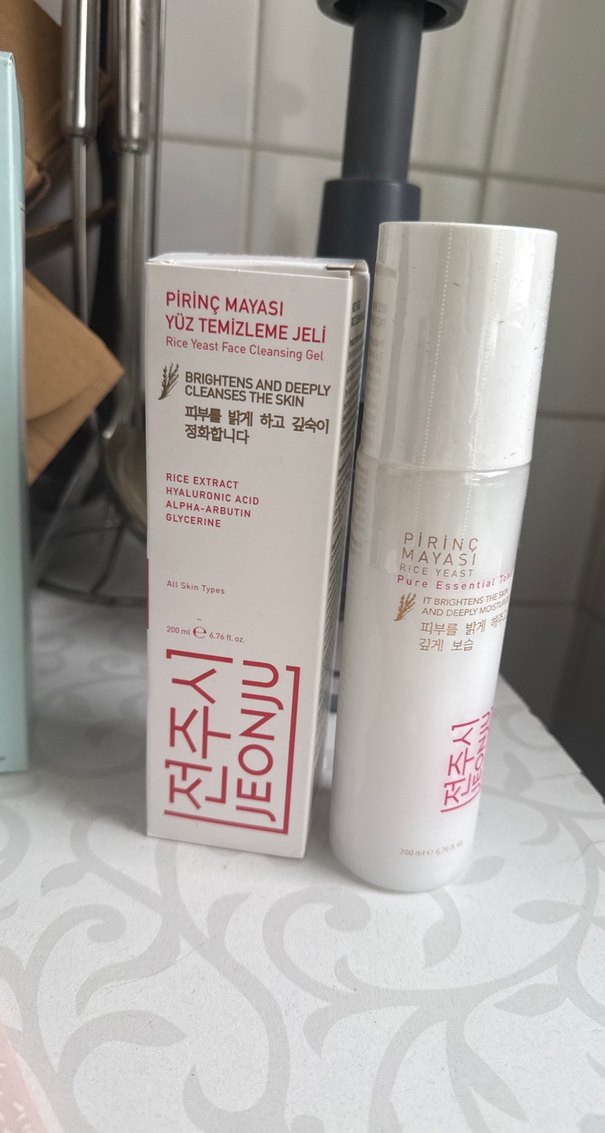 PİRİNÇ MAYASI
YÜZ TEMİZLEME JELİ
Rice Yeast Face Cleansing Gel
BRIGHTENS AND DEEPLY
CLEANSES THE SKIN
피부를 밝게 하고 깊숙이
정화합니다
RICE EXTRACT
HYALURONIC ACID
ALPHA-ARBUTIN
GLYCERINE
All Skin Types
200 ml ℮ 6.76 fl. oz.
전주시
JEONJU
PİRİNÇ
MAYASI
RICE YEAST
Pure Essential
IT BRIGHTENS THE SKIN
AND DEEPLY
피부를 밝게
깊게 보습
전주시
JEONJU
200 ml ℮ 6.76 fl.